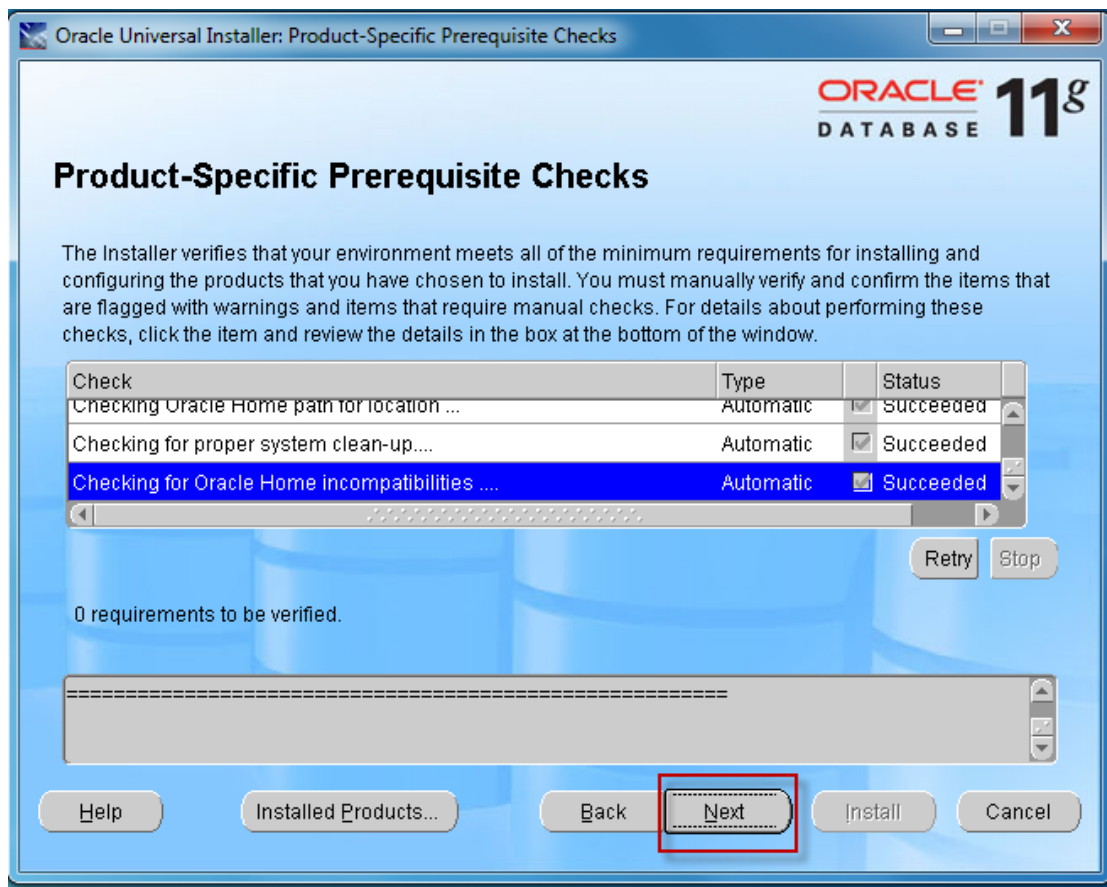 Oracle Universal Installer: Product-Specific Prerequisite Checks
ORACLE 11g
DATABASE
Product-Specific Prerequisite Checks
The Installer verifies that your environment meets all of the minimum requirements for installing and
configuring the products that you have chosen to install. You must manually verify and confirm the items that
are flagged with warnings and items that require manual checks. For details about performing these
checks, click the item and review the details in the box at the bottom of the window.
Check Type Status
Checking Oracle Home path for location ... Automatic Succeeded
Checking for proper system clean-up.... Automatic Succeeded
Checking for Oracle Home incompatibilities .... Automatic Succeeded
Retry Stop
0 requirements to be verified.
========================================================
Help Installed Products... Back Next Install Cancel